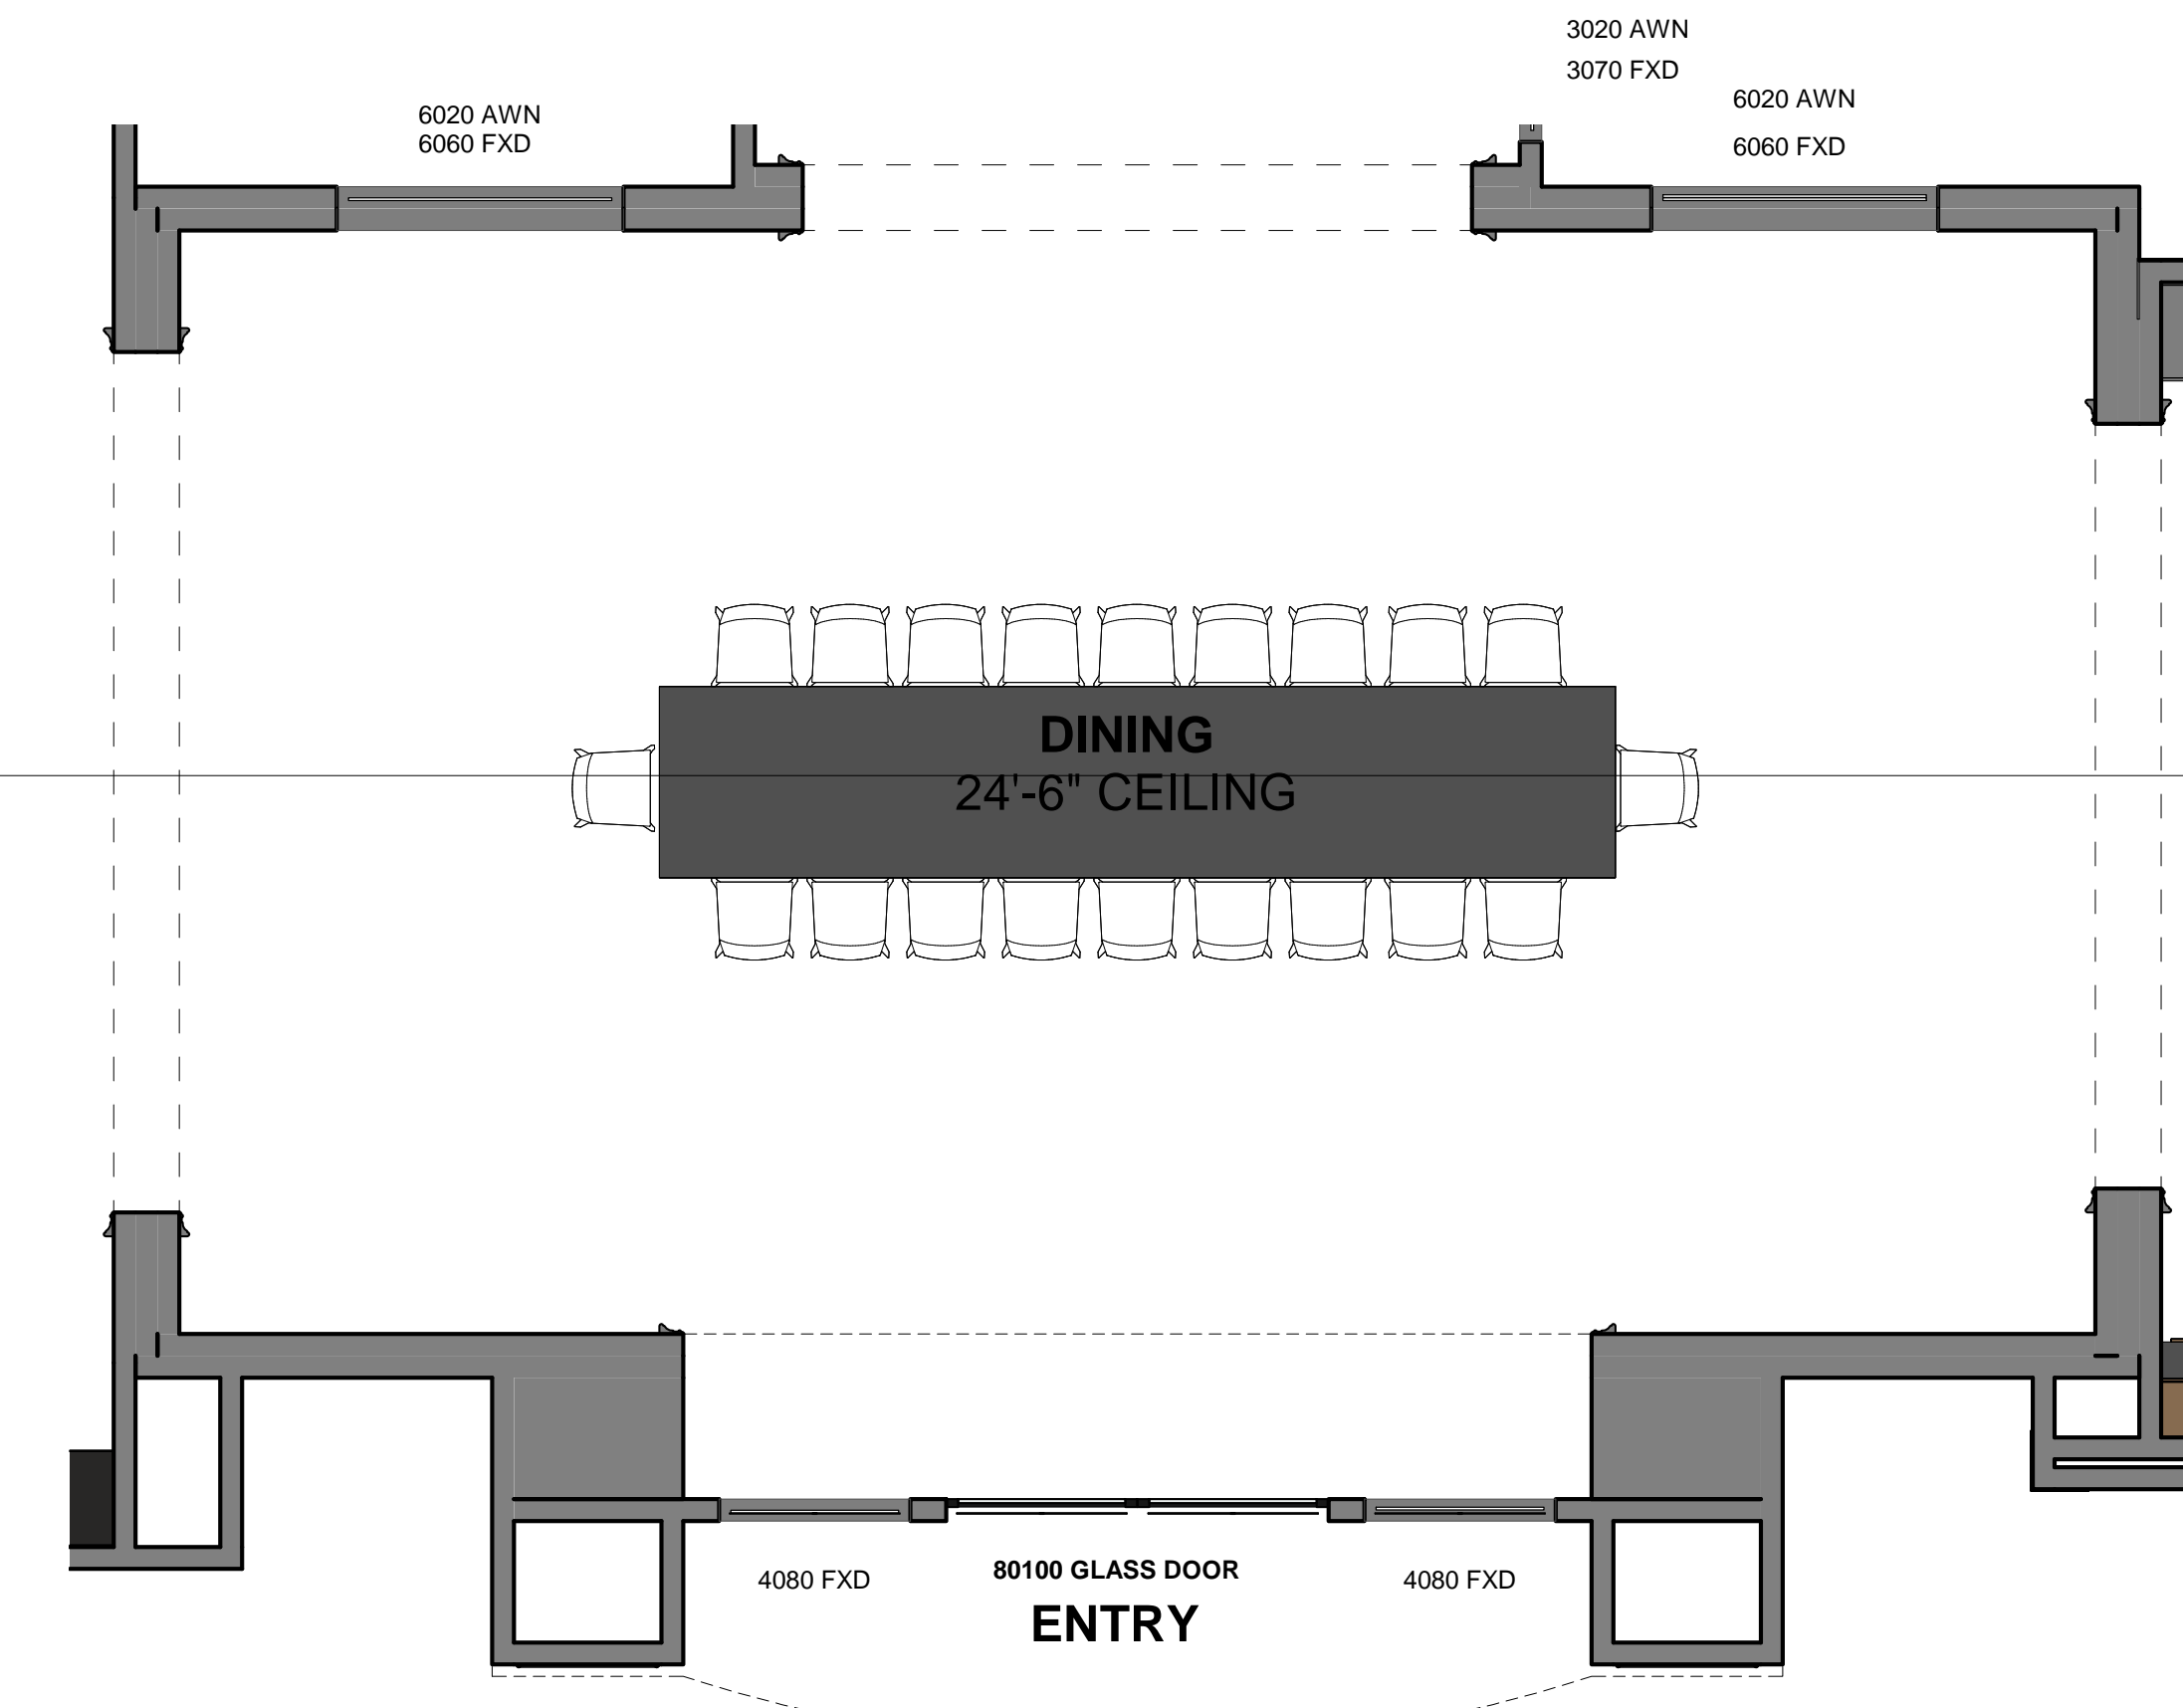 3020 AWN
3070 FXD
6020 AWN
6060 FXD
6020 AWN
6060 FXD
DINING
24'-6" CEILING
4080 FXD
80100 GLASS DOOR
4080 FXD
ENTRY